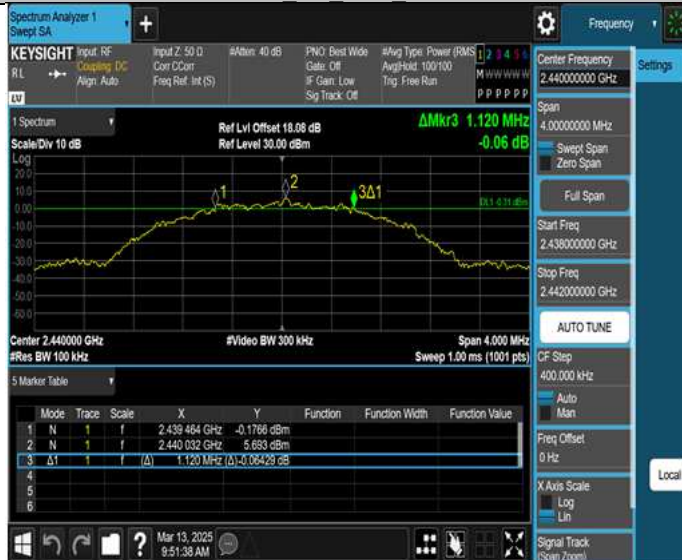 Spectrum Analyzer 1
Swept SA
+
Frequency
KEYSIGHT Input: RF
RL
Coupling: DC
Align: Auto
Input Z: 50 Ω
Corr CCorr
Freq Ref: Int (S)
#Atten: 40 dB
PNO: Best Wide
Gate: Off
IF Gain: Low
Sig Track: Off
#Avg Type: Power (RMS
Avg|Hold: 100/100
Trig: Free Run
1 2 3 4 5 6
M W W W W W
P P P P P P
LV
1 Spectrum
Scale/Div 10 dB
Ref Lvl Offset 18.08 dB
Ref Level 30.00 dBm
ΔMkr3 1.120 MHz
-0.06 dB
Log
20.0
10.0
0.00
-10.0
-20.0
-30.0
-40.0
-50.0
-60.0
1
2
3Δ1
DL1 -0.31 dBm
Center 2.440000 GHz
#Video BW 300 kHz
Span 4.000 MHz
#Res BW 100 kHz
Sweep 1.00 ms (1001 pts)
5 Marker Table
Mode Trace Scale X Y Function Function Width Function Value
1 N 1 f 2.439 464 GHz -0.1766 dBm
2 N 1 f 2.440 032 GHz 5.693 dBm
3 Δ1 1 f (Δ) 1.120 MHz (Δ) -0.06429 dB
4
5
6
Mar 13, 2025
9:51:38 AM
Center Frequency
2.440000000 GHz
Settings
Span
4.00000000 MHz
Swept Span
Zero Span
Full Span
Start Freq
2.438000000 GHz
Stop Freq
2.442000000 GHz
AUTO TUNE
CF Step
400.000 kHz
Auto
Man
Freq Offset
0 Hz
Local
X Axis Scale
Log
Lin
Signal Track
(Span Zoom)